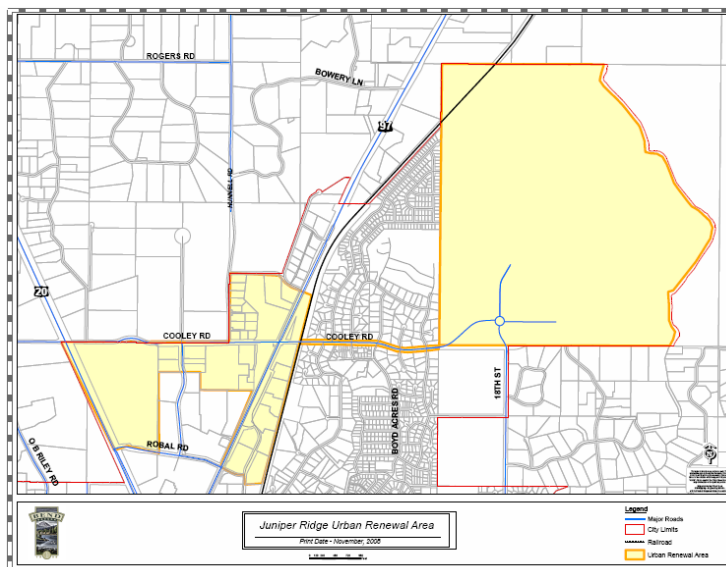 ROGERS RD
BOWERY LN
97
HUNNELL RD
20
COOLEY RD
COOLEY RD
18TH ST
BOYD ACRES RD
ROBAL RD
O B RILEY RD
BEND
Juniper Ridge Urban Renewal Area
Print Date - November, 2005
Legend
Major Roads
City Limits
Railroad
Urban Renewal Area